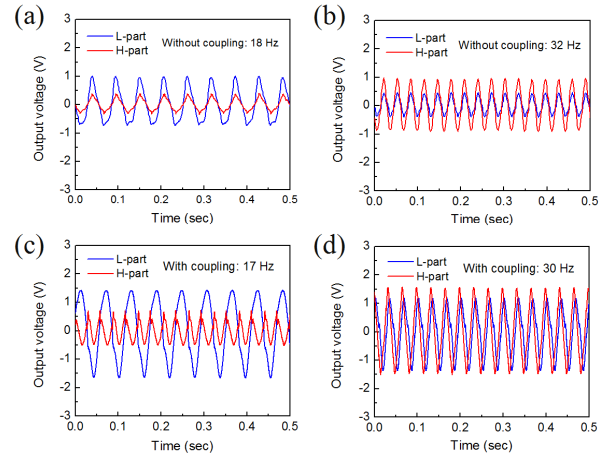 (a)
3
2
1
0
-1
-2
-3
Output voltage (V)
L-part
H-part
Without coupling: 18 Hz
0.0 0.1 0.2 0.3 0.4 0.5
Time (sec)
(b)
3
2
1
0
-1
-2
-3
Output voltage (V)
L-part
H-part
Without coupling: 32 Hz
0.0 0.1 0.2 0.3 0.4 0.5
Time (sec)
(c)
3
2
1
0
-1
-2
-3
Output voltage (V)
L-part
H-part
With coupling: 17 Hz
0.0 0.1 0.2 0.3 0.4 0.5
Time (sec)
(d)
3
2
1
0
-1
-2
-3
Output voltage (V)
L-part
H-part
With coupling: 30 Hz
0.0 0.1 0.2 0.3 0.4 0.5
Time (sec)